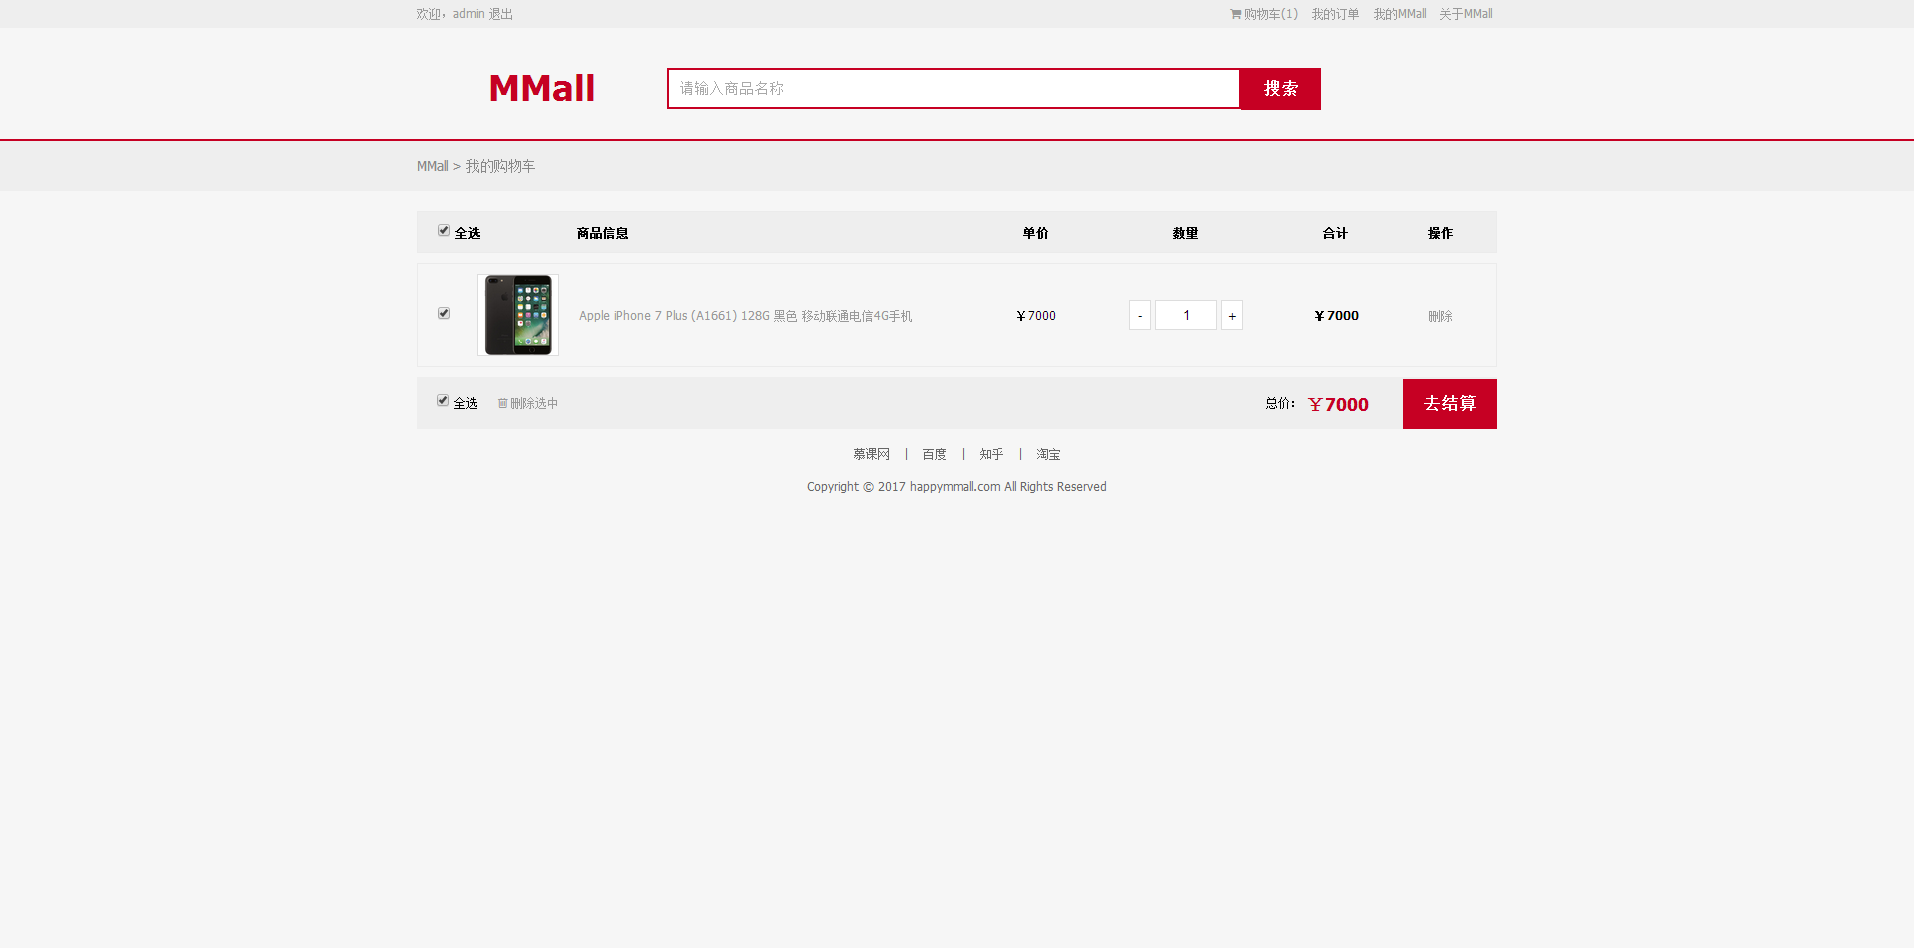 欢迎，admin 退出 购物车(1) 我的订单 我的MMall 关于MMall
MMall 请输入商品名称 搜索
MMall > 我的购物车
全选 商品信息 单价 数量 合计 操作
Apple iPhone 7 Plus (A1661) 128G 黑色 移动联通电信4G手机 ￥7000 - 1 + ￥7000 删除
全选 删除选中 总价： ￥7000 去结算
慕课网 | 百度 | 知乎 | 淘宝
Copyright © 2017 happymmall.com All Rights Reserved